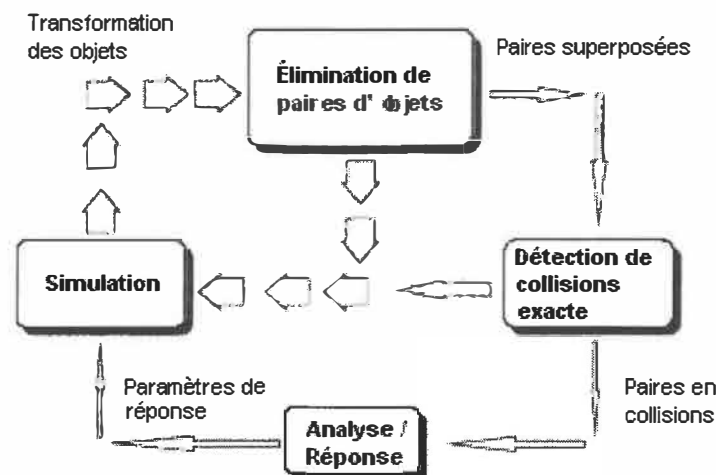 Transformation
des objets
Élimination de
paires d' objets
Paires superposées
Simulation
Détection de
collisions
exacte
Paramètres de
réponse
Analyse /
Réponse
Paires en
collisions